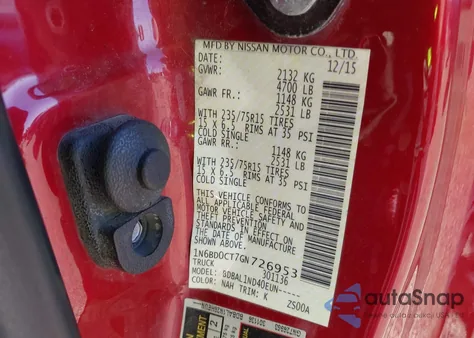 MFD BY NISSAN MOTOR CO., LTD.
DATE: 12/15
GVWR: 2132 KG
4700 LB
GAWR FR.: 1148 KG
2531 LB
WITH 235/75R15 TIRES
15 x 6.5 RIMS AT 35 PSI
COLD SINGLE
GAWR RR.: 1148 KG
2531 LB
WITH 235/75R15 TIRES
15 x 6.5 RIMS AT 35 PSI
COLD SINGLE
THIS VEHICLE CONFORMS TO
ALL APPLICABLE FEDERAL
MOTOR VEHICLE SAFETY AND
THEFT PREVENTION
STANDARDS IN EFFECT ON
THE DATE OF MANUFACTURE
SHOWN ABOVE.
1N6BD0CT7GN726953
TRUCK 301136
MODEL: BDBALIND40EUN-----
COLOR: NAH TRIM: K ZS00A
autoSnap